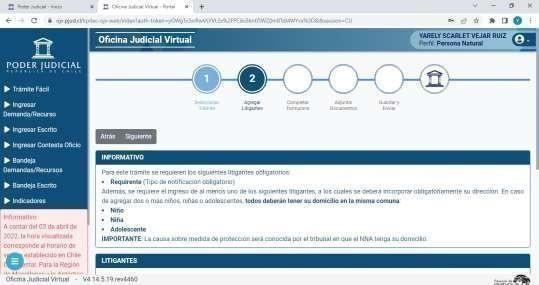 Poder Judicial - Inicio
Oficina Judicial Virtual - Portal
Oficina Judicial Virtual
YARELY SCARLET VEJAR RUIZ
Perfil: Persona Natural
PODER JUDICIAL
REPUBLICA DE CHILE
Trámite Fácil
Ingresar
Demanda/Recurso
Ingresar Escrito
Ingresar Contesta Oficio
Bandeja
Demandas/Recursos
Bandeja Escrito
Indicadores
Informativo:
A contar del 03 de abril de
2022, la hora visualizada
corresponde al horario de
establecido en Chile
Para la Región
1
2
Seleccionar
Trámite
Agregar
Litigantes
Completar
Formulario
Adjuntar
Documentos
Guardar y
Enviar
Atrás
Siguiente
INFORMATIVO
Para este trámite se requieren los siguientes litigantes obligatorios:
• Requirente (Tipo de notificación obligatorio)
Además, se requiere el ingreso de al menos uno de los siguientes litigantes, a los cuales se deberá incorporar obligatoriamente su dirección. En caso
de agregar dos o más niños, niñas o adolescentes, todos deberán tener su domicilio en la misma comuna:
• Niño
• Niña
• Adolescente
IMPORTANTE: La causa sobre medida de protección será conocida por el tribunal en que el NNA tenga su domicilio.
LITIGANTES
Oficina Judicial Virtual - V4.14.5.19.rev4460